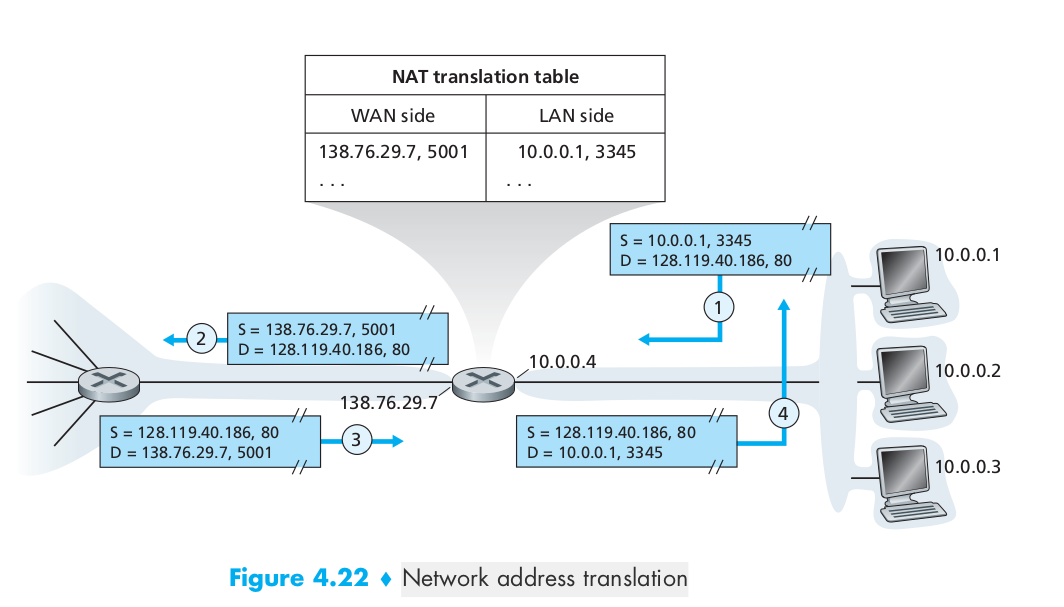 NAT translation table
WAN side LAN side
138.76.29.7, 5001 10.0.0.1, 3345
. . . . . .
S = 10.0.0.1, 3345
D = 128.119.40.186, 80
1
10.0.0.1
S = 138.76.29.7, 5001
D = 128.119.40.186, 80
2
10.0.0.4
10.0.0.2
138.76.29.7
S = 128.119.40.186, 80
D = 138.76.29.7, 5001
3
S = 128.119.40.186, 80
D = 10.0.0.1, 3345
4
10.0.0.3
Figure 4.22 ♦ Network address translation